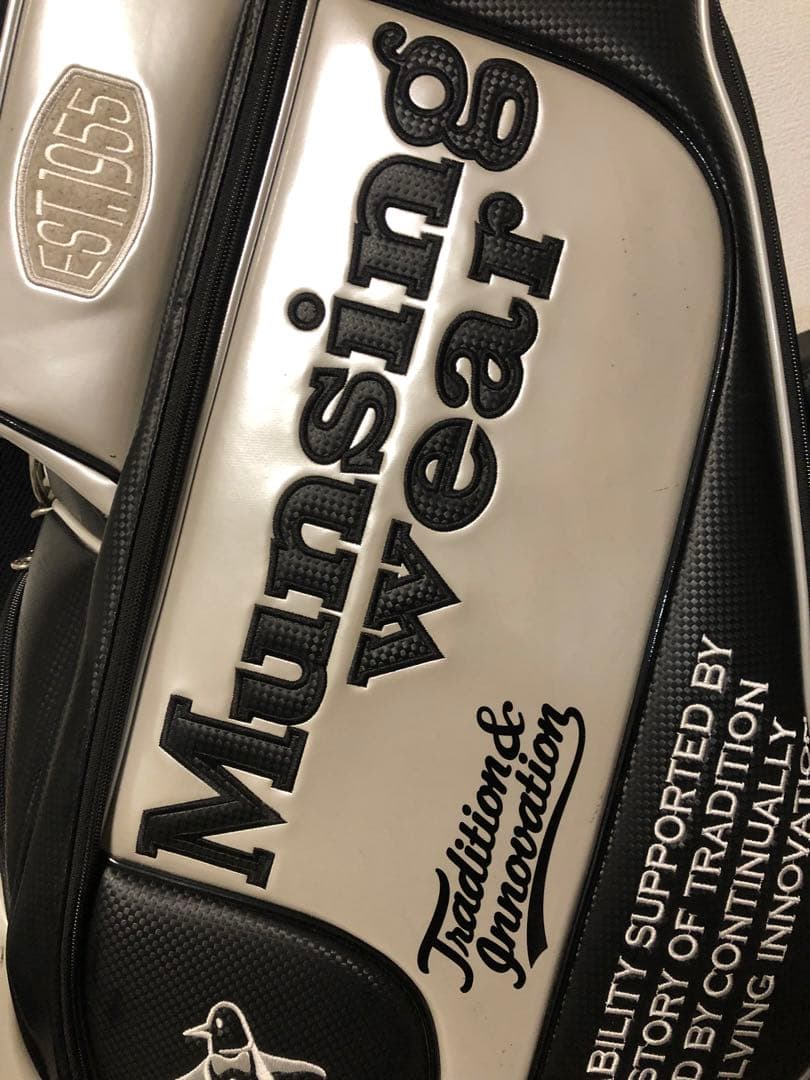 EST.1955
Munsing
wear
Tradition&
Innovation
SUPPORTED BY
OF TRADITION
BY CONTINUALLY